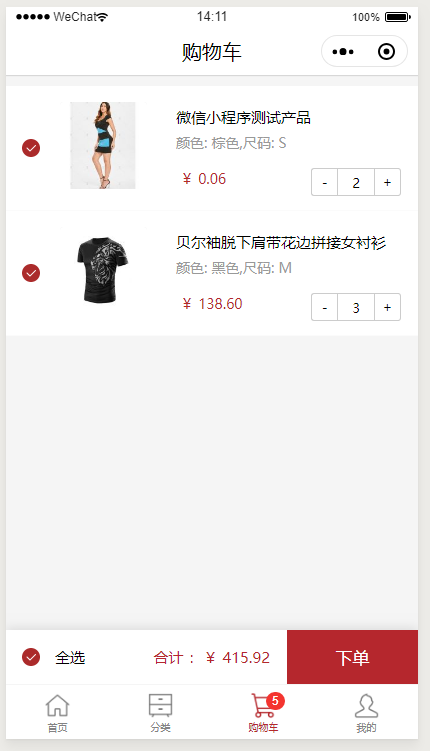 WeChat 14:11 100%
购物车
微信小程序测试产品
颜色: 棕色,尺码: S
¥ 0.06 - 2 +
贝尔袖脱下肩带花边拼接女衬衫
颜色: 黑色,尺码: M
¥ 138.60 - 3 +
全选 合计： ¥ 415.92 下单
5
首页 分类 购物车 我的